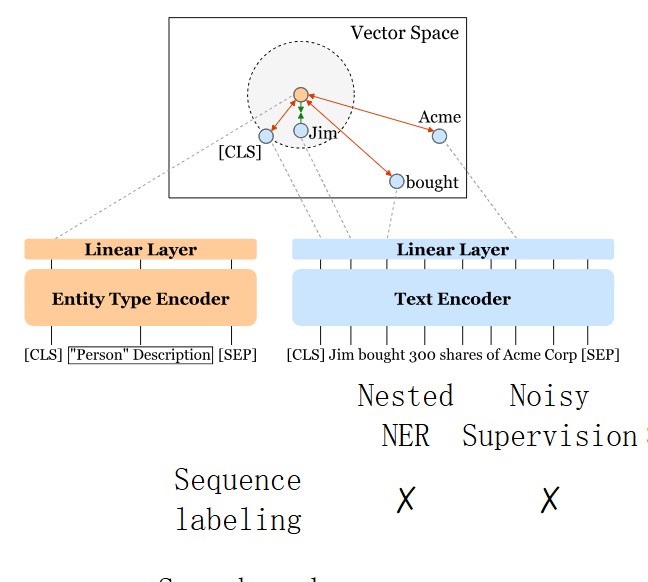 Vector Space
Acme
Jim
[CLS]
bought
Linear Layer
Linear Layer
Entity Type Encoder
Text Encoder
[CLS] "Person" Description [SEP]
[CLS] Jim bought 300 shares of Acme Corp [SEP]
Nested Noisy
NER Supervision
Sequence
labeling
✗ ✗